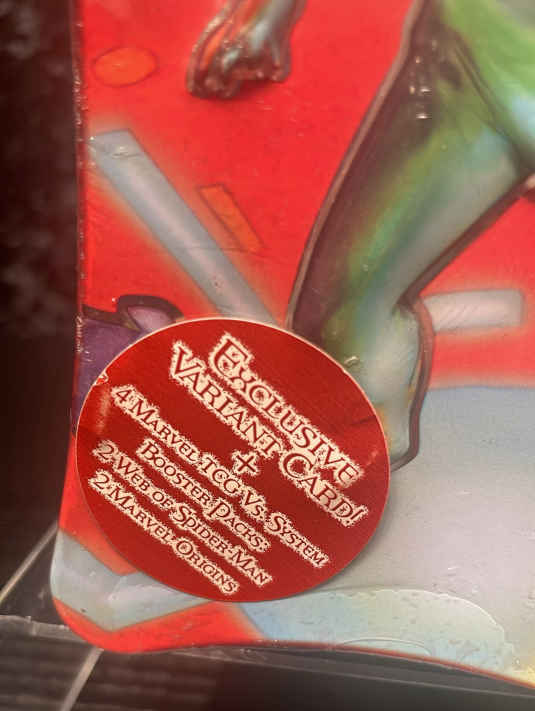 EXCLUSIVE
VARIANT CARD!
+
4 MARVEL TCG VS. SYSTEM
BOOSTER PACKS:
2-WEB OF SPIDER-MAN
2-MARVEL ORIGINS